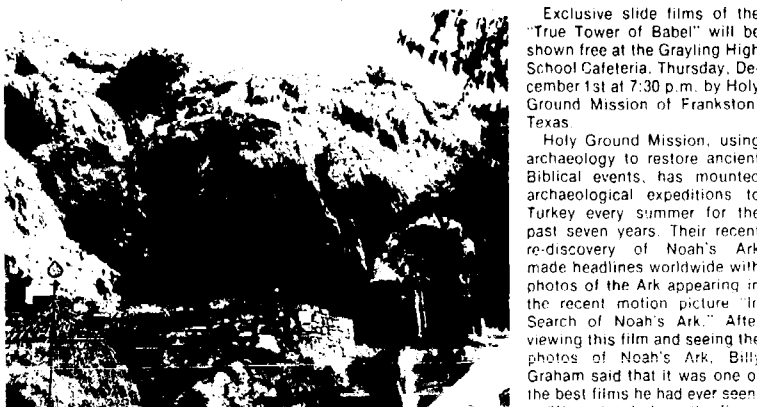 Exclusive slide films of the
"True Tower of Babel" will be
shown free at the Grayling High
School Cafeteria, Thursday, De-
cember 1st at 7:30 p.m. by Holy
Ground Mission of Frankston
Texas.
Holy Ground Mission, using
archaeology to restore ancient
Biblical events, has mounted
archaeological expeditions to
Turkey every summer for the
past seven years. Their recent
re-discovery of Noah's Ark
made headlines worldwide with
photos of the Ark appearing in
the recent motion picture "In
Search of Noah's Ark." After
viewing this film and seeing the
photos of Noah's Ark, Billy
Graham said that it was one of
the best films he had ever seen.